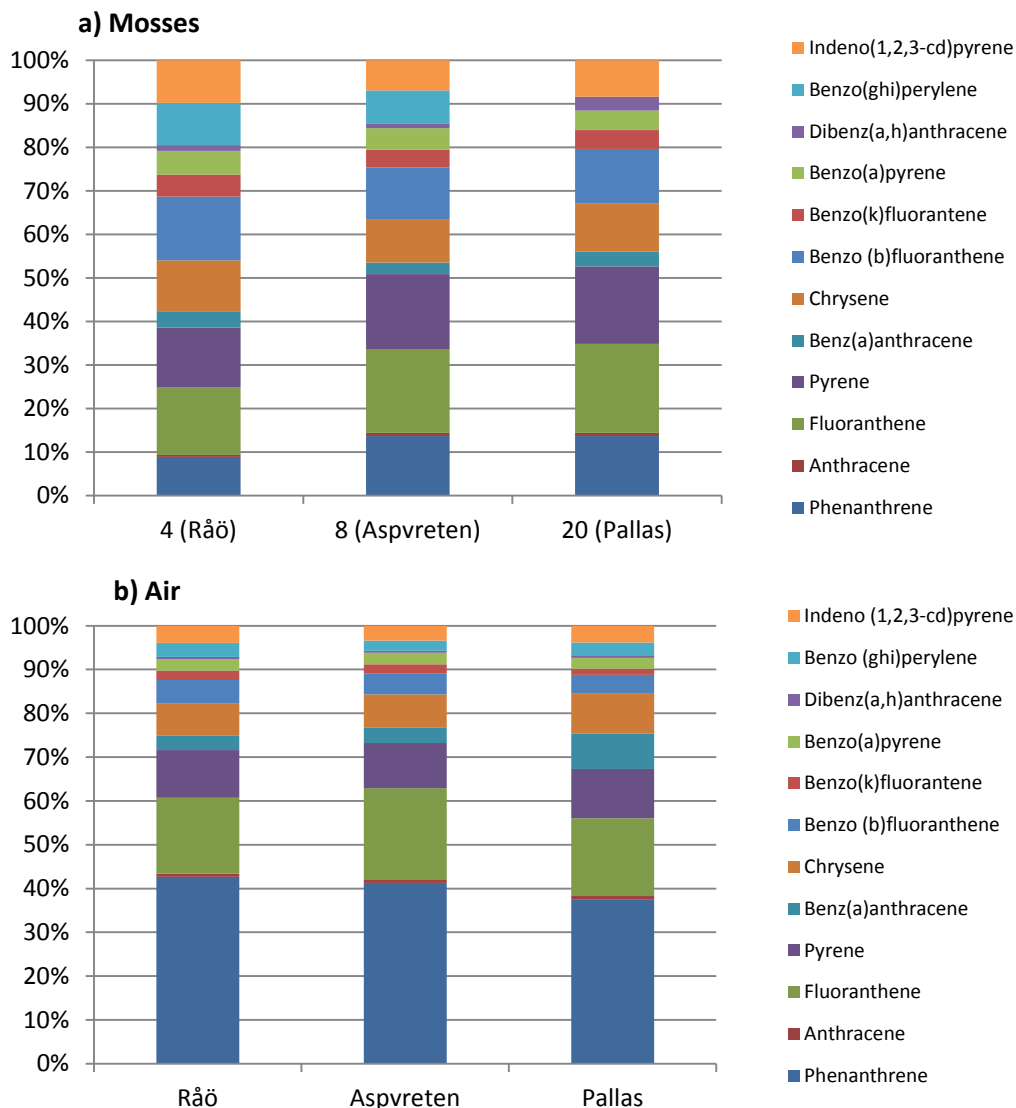 a) Mosses
100%
90%
80%
70%
60%
50%
40%
30%
20%
10%
0%
4 (Råö)
8 (Aspvreten)
20 (Pallas)
Indeno(1,2,3-cd)pyrene
Benzo(ghi)perylene
Dibenz(a,h)anthracene
Benzo(a)pyrene
Benzo(k)fluorantene
Benzo (b)fluoranthene
Chrysene
Benz(a)anthracene
Pyrene
Fluoranthene
Anthracene
Phenanthrene
b) Air
100%
90%
80%
70%
60%
50%
40%
30%
20%
10%
0%
Råö
Aspvreten
Pallas
Indeno (1,2,3-cd)pyrene
Benzo (ghi)perylene
Dibenz(a,h)anthracene
Benzo(a)pyrene
Benzo(k)fluorantene
Benzo (b)fluoranthene
Chrysene
Benz(a)anthracene
Pyrene
Fluoranthene
Anthracene
Phenanthrene